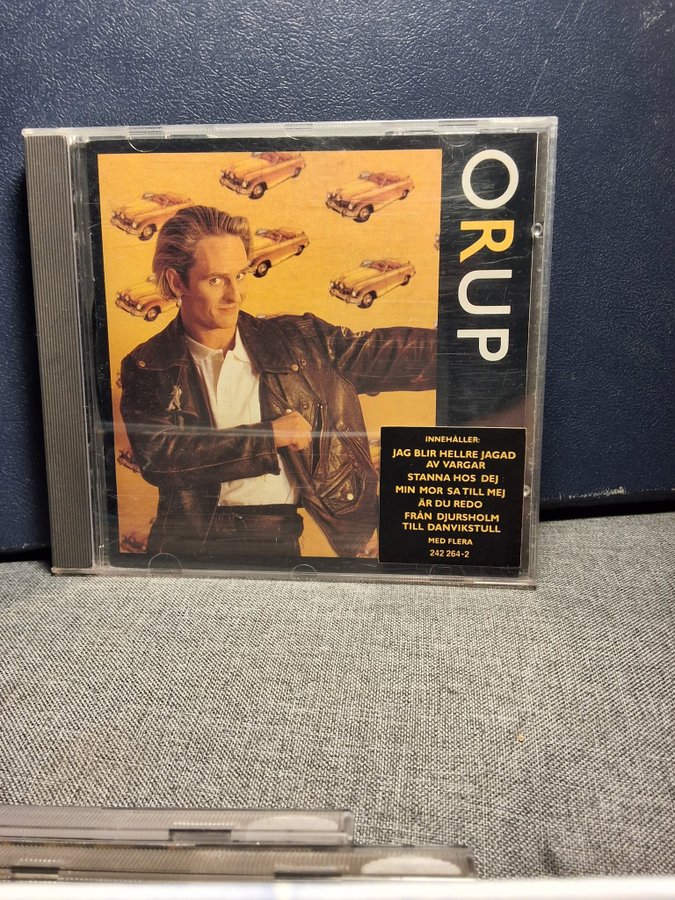 ORUP
INNEHÅLLER:
JAG BLIR HELLRE JAGAD
AV VARGAR
STANNA HOS DEJ
MIN MOR SA TILL MEJ
ÄR DU REDO
FRÅN DJURSHOLM
TILL DANVIKSTULL
MED FLERA
242 264-2